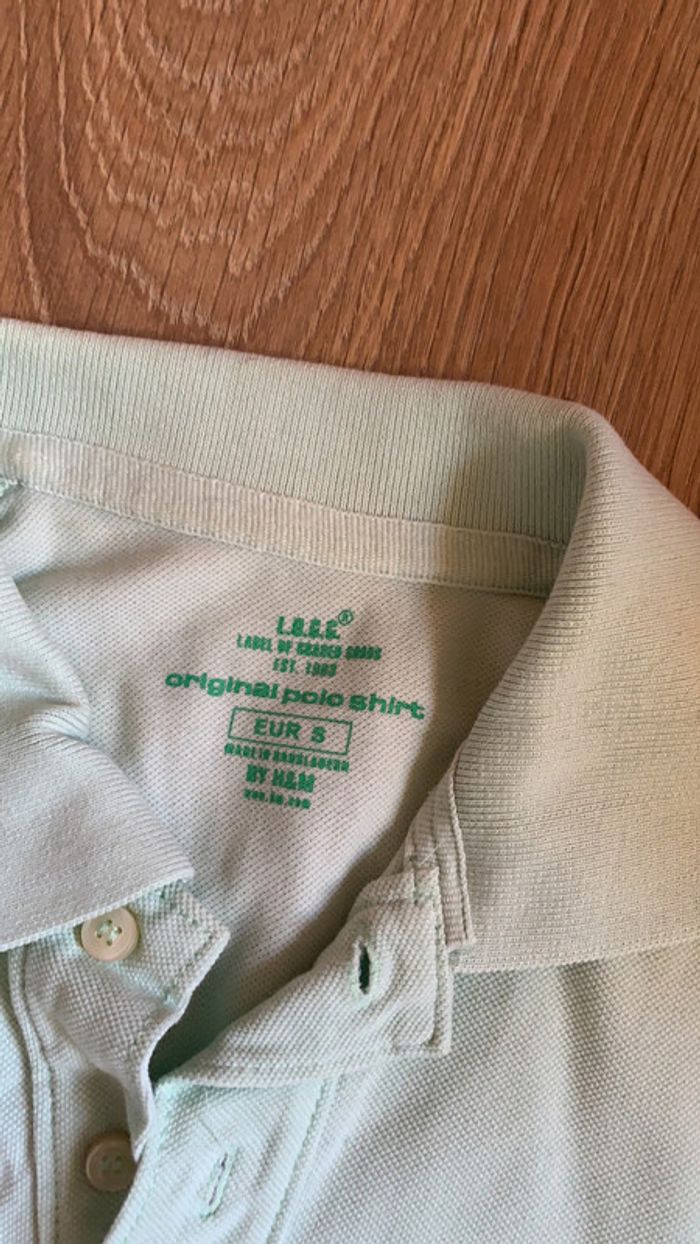 L.O.G.G.®
LABEL OF GRADED GOODS
EST. 1983
original polo shirt
EUR S
MADE IN BANGLADESH
BY H&M
www.hm.com